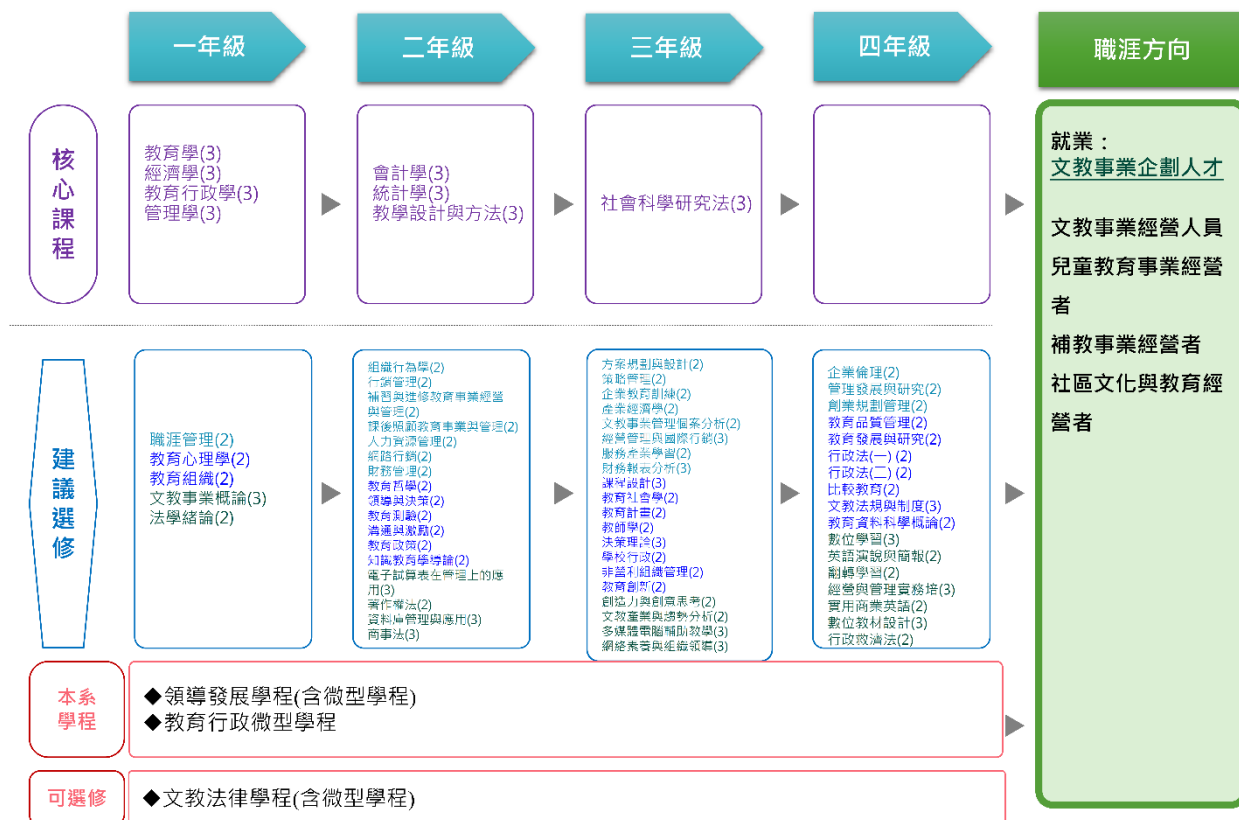 一年級
二年級
三年級
四年級
職涯方向
核
心
課
程
教育學(3)
經濟學(3)
教育行政學(3)
管理學(3)
會計學(3)
統計學(3)
教學設計與方法(3)
社會科學研究法(3)
就業：
文教事業企劃人才
文教事業經營人員
兒童教育事業經營
者
補教事業經營者
社區文化與教育經
營者
建
議
選
修
職涯管理(2)
教育心理學(2)
教育組織(2)
文教事業概論(3)
法學緒論(2)
組織行為學(2)
行銷管理(2)
補習與進修教育事業經營
與管理(2)
課後照顧教育事業與管理(2)
人力資源管理(2)
網路行銷(2)
財務管理(2)
教育哲學(2)
領導與決策(2)
教育測驗(2)
溝通與激勵(2)
教育政策(2)
知識教育學導論(2)
電子試算表在管理上的應
用(3)
著作權法(2)
資料庫管理與應用(3)
商事法(3)
方案規劃與設計(2)
策略管理(2)
企業教育訓練(2)
產業經濟學(2)
文教事業管理個案分析(2)
經營管理與國際行銷(3)
服務產業學習(2)
財務報表分析(3)
課程設計(3)
教育社會學(2)
教育計畫(2)
教師學(2)
決策理論(3)
學校行政(2)
非營利組織管理(2)
教育創新(2)
創造力與創意思考(2)
文教產業與趨勢分析(2)
多媒體電腦輔助教學(3)
網絡素養與組織領導(3)
企業倫理(2)
管理發展與研究(2)
創業規劃管理(2)
教育品質管理(2)
教育發展與研究(2)
行政法(一) (2)
行政法(二) (2)
比較教育(2)
文教法規與制度(3)
教育資料科學概論(2)
數位學習(3)
英語演說與簡報(2)
翻轉學習(2)
經營與管理實務培(3)
實用商業英語(2)
數位教材設計(3)
行政救濟法(2)
本系
學程
◆領導發展學程(含微型學程)
◆教育行政微型學程
可選修
◆文教法律學程(含微型學程)